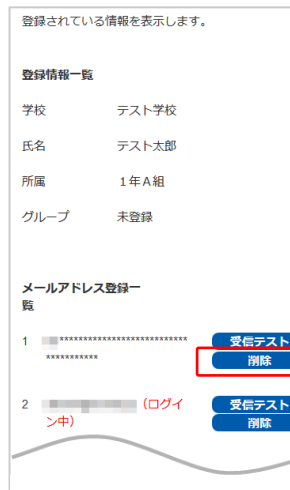 登録されている情報を表示します。
登録情報一覧
学校 テスト学校
氏名 テスト太郎
所属 1年A組
グループ 未登録
メールアドレス登録一
覧
1 *************************** 受信テスト
*********** 削除
2 (ログイ 受信テスト
ン中) 削除